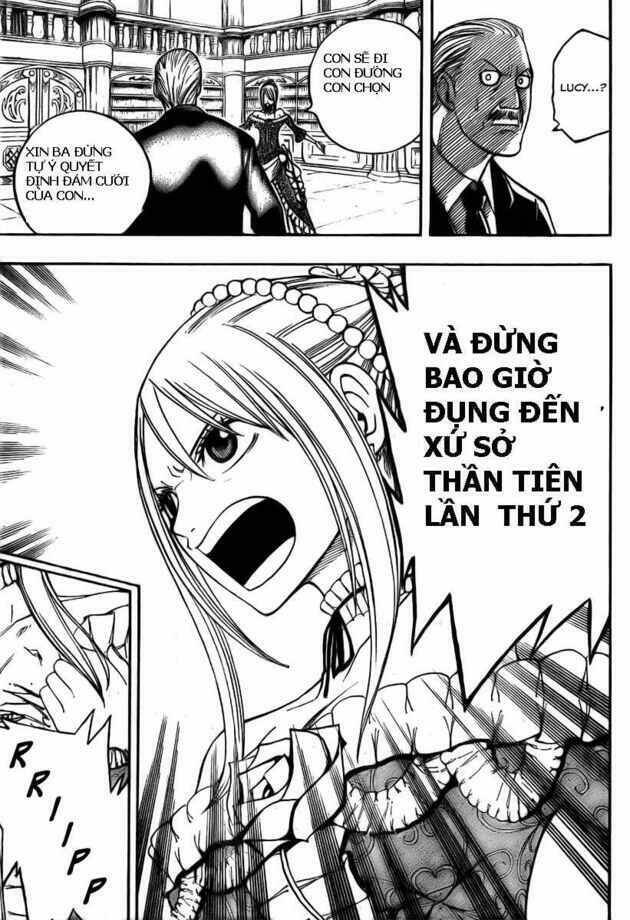 LUCY...?
CON SẼ ĐI
CON ĐƯỜNG
CON CHỌN
XIN BA ĐỪNG
TỰ Ý QUYẾT
ĐỊNH ĐÁM CƯỚI
CỦA CON...
VÀ ĐỪNG
BAO GIỜ
ĐỤNG ĐẾN
XỨ SỞ
THẦN TIÊN
LẦN THỨ 2
RRIIPP